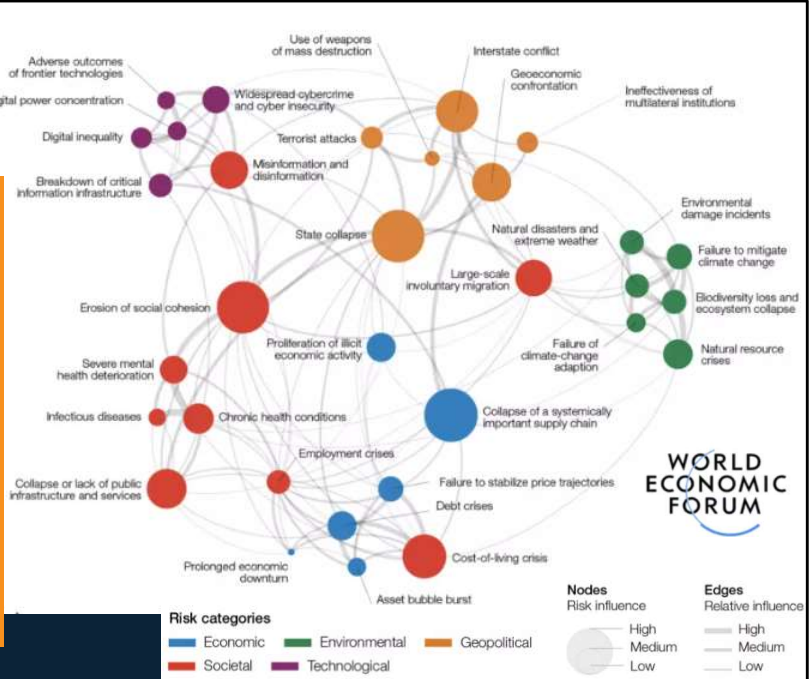 Use of weapons
of mass destruction
Interstate conflict
Adverse outcomes
of frontier technologies
Geoeconomic
confrontation
Ineffectiveness of
multilateral institutions
gital power concentration
Widespread cybercrime
and cyber insecurity
Digital inequality
Terrorist attacks
Misinformation and
disinformation
Breakdown of critical
information infrastructure
Environmental
damage incidents
State collapse
Natural disasters and
extreme weather
Failure to mitigate
climate change
Large-scale
involuntary migration
Biodiversity loss and
ecosystem collapse
Erosion of social cohesion
Proliferation of illicit
economic activity
Failure of
climate-change
adaption
Natural resource
crises
Severe mental
health deterioration
Infectious diseases
Chronic health conditions
Collapse of a systemically
important supply chain
Employment crises
Collapse or lack of public
infrastructure and services
Failure to stabilize price trajectories
Debt crises
WORLD
ECONOMIC
FORUM
Prolonged economic
downturn
Cost-of-living crisis
Asset bubble burst
Risk categories
Economic
Environmental
Geopolitical
Societal
Technological
Nodes
Risk influence
High
Medium
Low
Edges
Relative influence
High
Medium
Low